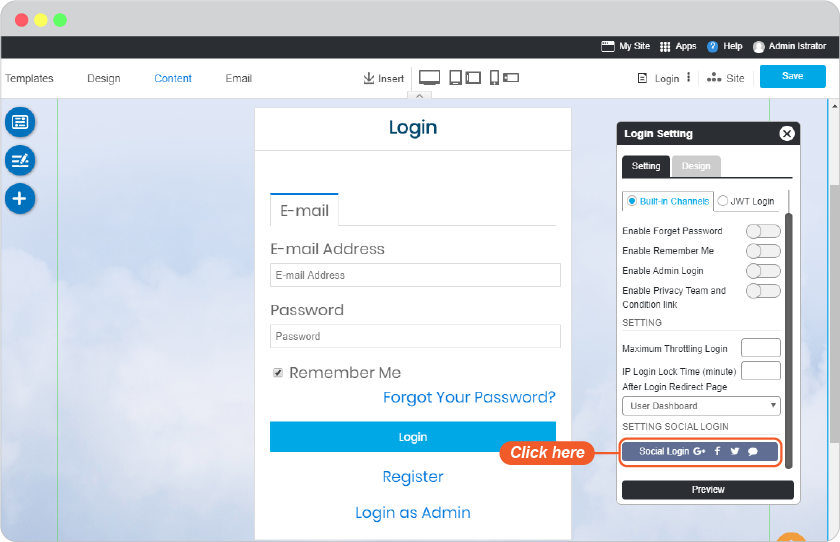 My Site Apps ? Help Admin Istrator
Templates Design Content Email Insert Login Site Save
Login
E-mail
E-mail Address
E-mail Address
Password
Password
Remember Me
Forgot Your Password?
Login
Register
Login as Admin
Login Setting
Setting Design
Built-in Channels JWT Login
Enable Forget Password
Enable Remember Me
Enable Admin Login
Enable Privacy Team and
Condition link
SETTING
Maximum Throttling Login
IP Login Lock Time (minute)
After Login Redirect Page
User Dashboard
SETTING SOCIAL LOGIN
Click here
Social Login G+ f
Preview